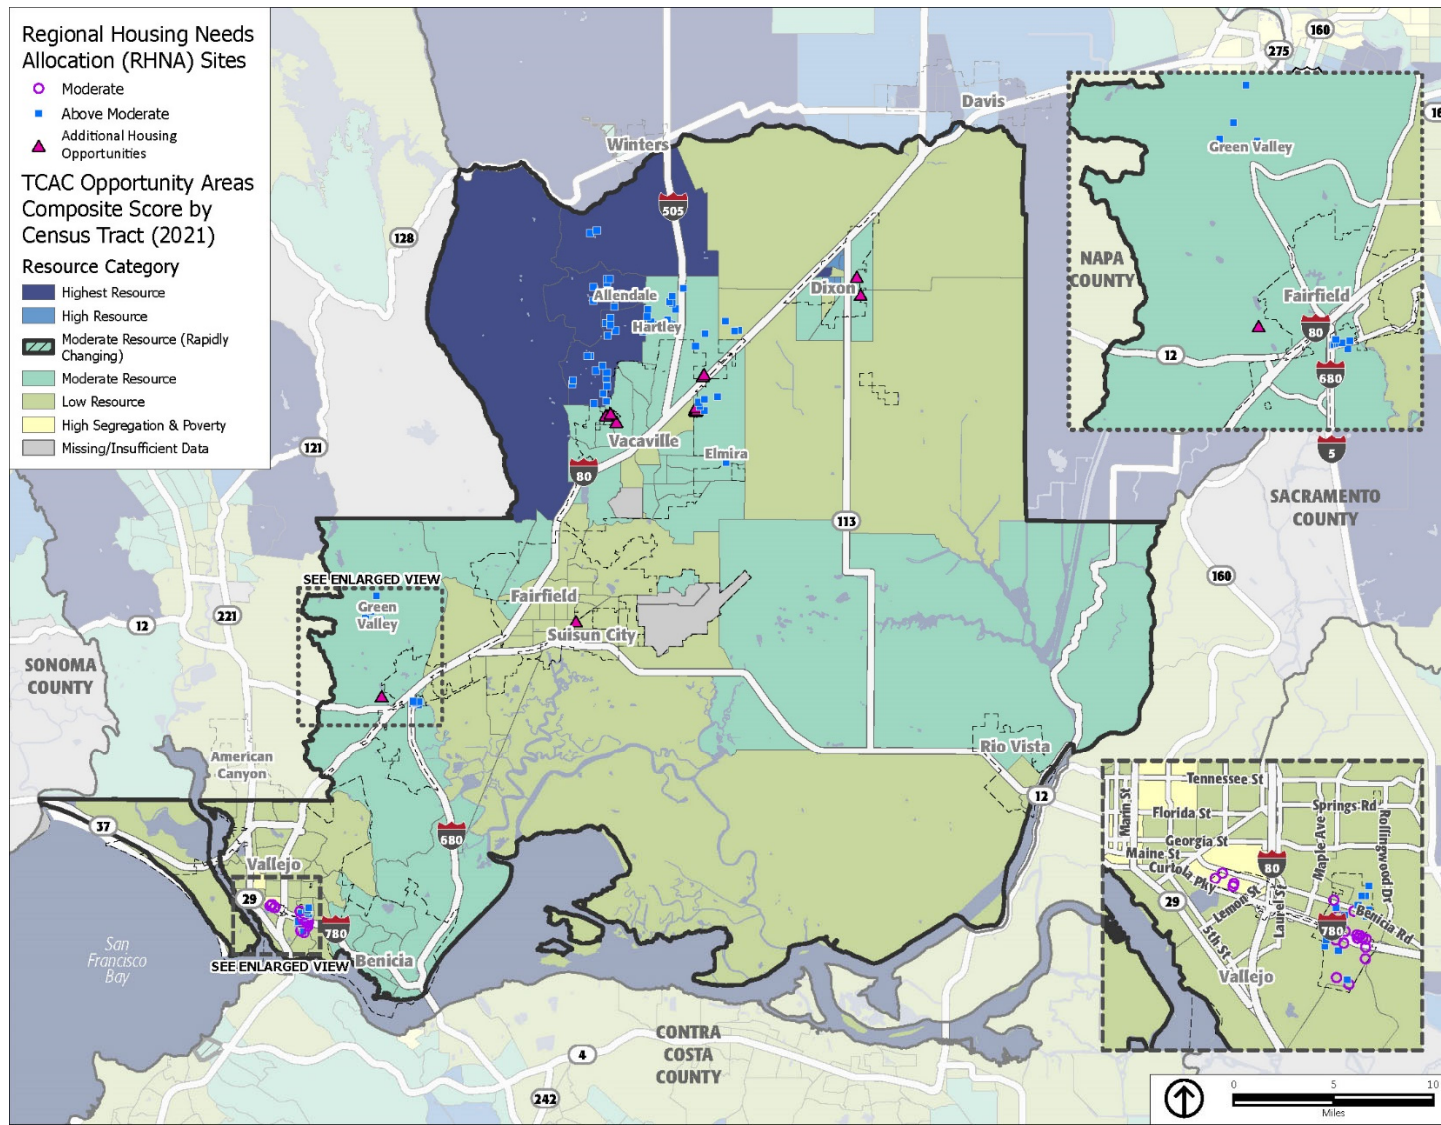 Regional Housing Needs
Allocation (RHNA) Sites
Moderate
Above Moderate
Additional Housing
Opportunities
TCAC Opportunity Areas
Composite Score by
Census Tract (2021)
Resource Category
Highest Resource
High Resource
Moderate Resource (Rapidly
Changing)
Moderate Resource
Low Resource
High Segregation & Poverty
Missing/Insufficient Data
160
275
Davis
Winters
505
128
Allendale
Hartley
Dixon
Vacaville
Elmira
80
121
113
Green Valley
NAPA
COUNTY
Fairfield
80
12
680
5
SACRAMENTO
COUNTY
160
SEE ENLARGED VIEW
Green
Valley
Fairfield
Suisun City
221
12
SONOMA
COUNTY
American
Canyon
Rio Vista
12
37
680
Vallejo
29
780
SEE ENLARGED VIEW
Benicia
San
Francisco
Bay
CONTRA
COSTA
COUNTY
4
242
Tennessee St
Marin St
Florida St
Springs Rd
Georgia St
Maple Ave
Rollingwood Dr
Maine St
Curtola PKY
80
29
Lemon St
Laurel St
5th St
780
Benicia Rd
Vallejo
0 5 10
Miles